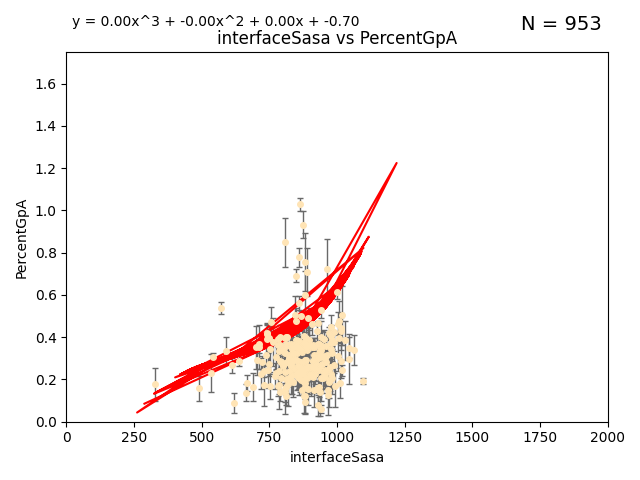 y = 0.00x^3 + -0.00x^2 + 0.00x + -0.70
N = 953
interfaceSasa vs PercentGpA
1.6
1.4
1.2
1.0
0.8
0.6
0.4
0.2
0.0
PercentGpA
0 250 500 750 1000 1250 1500 1750 2000
interfaceSasa